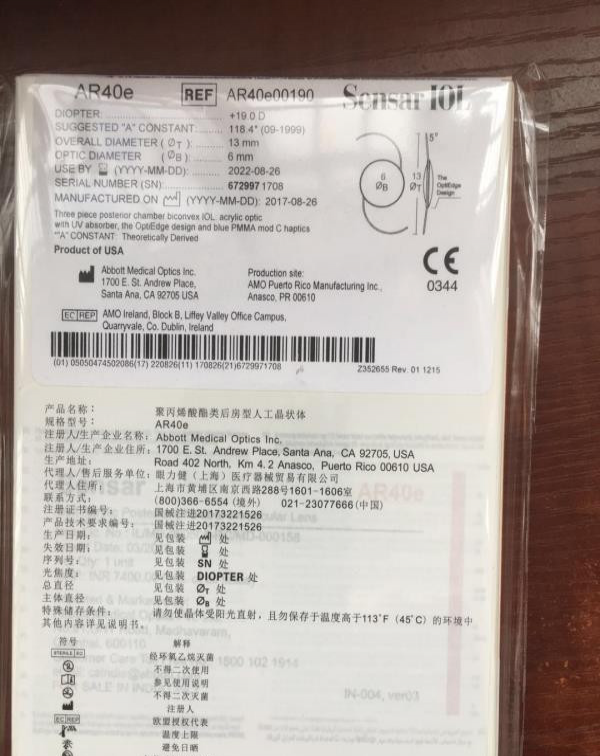 AR40e REF AR40e00190 Sensar IOL
DIOPTER: +19.0 D
SUGGESTED "A" CONSTANT: 118.4* (09-1999)
OVERALL DIAMETER (ØT): 13 mm
OPTIC DIAMETER (ØB): 6 mm
USE BY (YYYY-MM-DD): 2022-08-26
SERIAL NUMBER (SN): 6729971708
MANUFACTURED ON (YYYY-MM-DD): 2017-08-26
5°
6 ØB
13 ØT
The OptiEdge Design
Three piece posterior chamber biconvex IOL, acrylic optic
with UV absorber, the OptiEdge design and blue PMMA mod C haptics
*"A" CONSTANT: Theoretically Derived
Product of USA
Abbott Medical Optics Inc.
1700 E. St. Andrew Place,
Santa Ana, CA 92705 USA
Production site:
AMO Puerto Rico Manufacturing Inc.,
Anasco, PR 00610
CE
0344
EC REP AMO Ireland, Block B, Liffey Valley Office Campus,
Quarryvale, Co. Dublin, Ireland
(01) 05050474502086(17) 220826(11) 170826(21)6729971708
Z352655 Rev. 01 1215
产品名称: 聚丙烯酸酯类后房型人工晶状体
规格型号: AR40e
注册人/生产企业名称: Abbott Medical Optics Inc.
注册人/生产企业住所: 1700 E. St. Andrew Place, Santa Ana, CA 92705, USA
生产地址: Road 402 North, Km 4.2 Anasco, Puerto Rico 00610 USA
代理人/售后服务单位: 眼力健(上海)医疗器械贸易有限公司
代理人住所: 上海市黄埔区南京西路288号1601-1606室
联系方式: (800)366-6554 (境外) 021-23077666 (中国)
注册证书编号: 国械注进20173221526
产品技术要求编号: 国械注进20173221526
生产日期: 见包装 处
失效日期: 见包装 处
序列号: 见包装 SN 处
光焦度: 见包装 DIOPTER 处
总直径 见包装 ØT 处
主体直径 见包装 ØB 处
特殊储存条件: 请勿使晶体受阳光直射,且勿保存于温度高于113°F (45°C) 的环境中
其他内容详见说明书。
符号 解释
STERILE EO 经环氧乙烷灭菌
不得二次使用
参见使用说明
不得二次灭菌
注册人
EC REP 欧盟授权代表
温度上限
避免日晒
AR40e
1800 102 1914
IN-004, ver03